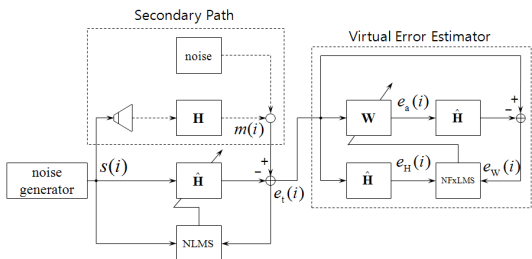 Secondary Path
Virtual Error Estimator
noise
H
m(i)
noise
generator
s(i)
Ĥ
NLMS
+
−
e_t(i)
W
e_a(i)
Ĥ
+
−
Ĥ
e_H(i)
NFxLMS
e_W(i)